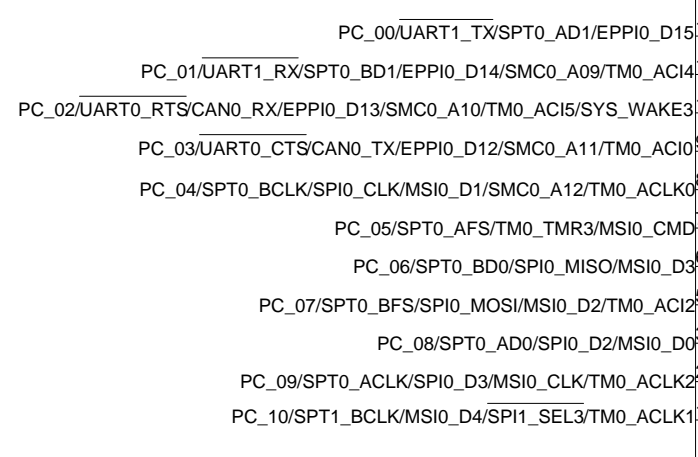 PC_00/UART1_TX/SPT0_AD1/EPPI0_D15
PC_01/UART1_RX/SPT0_BD1/EPPI0_D14/SMC0_A09/TM0_ACI4
PC_02/UART0_RTS/CAN0_RX/EPPI0_D13/SMC0_A10/TM0_ACI5/SYS_WAKE3
PC_03/UART0_CTS/CAN0_TX/EPPI0_D12/SMC0_A11/TM0_ACI0
PC_04/SPT0_BCLK/SPI0_CLK/MSI0_D1/SMC0_A12/TM0_ACLK0
PC_05/SPT0_AFS/TM0_TMR3/MSI0_CMD
PC_06/SPT0_BD0/SPI0_MISO/MSI0_D3
PC_07/SPT0_BFS/SPI0_MOSI/MSI0_D2/TM0_ACI2
PC_08/SPT0_AD0/SPI0_D2/MSI0_D0
PC_09/SPT0_ACLK/SPI0_D3/MSI0_CLK/TM0_ACLK2
PC_10/SPT1_BCLK/MSI0_D4/SPI1_SEL3/TM0_ACLK1